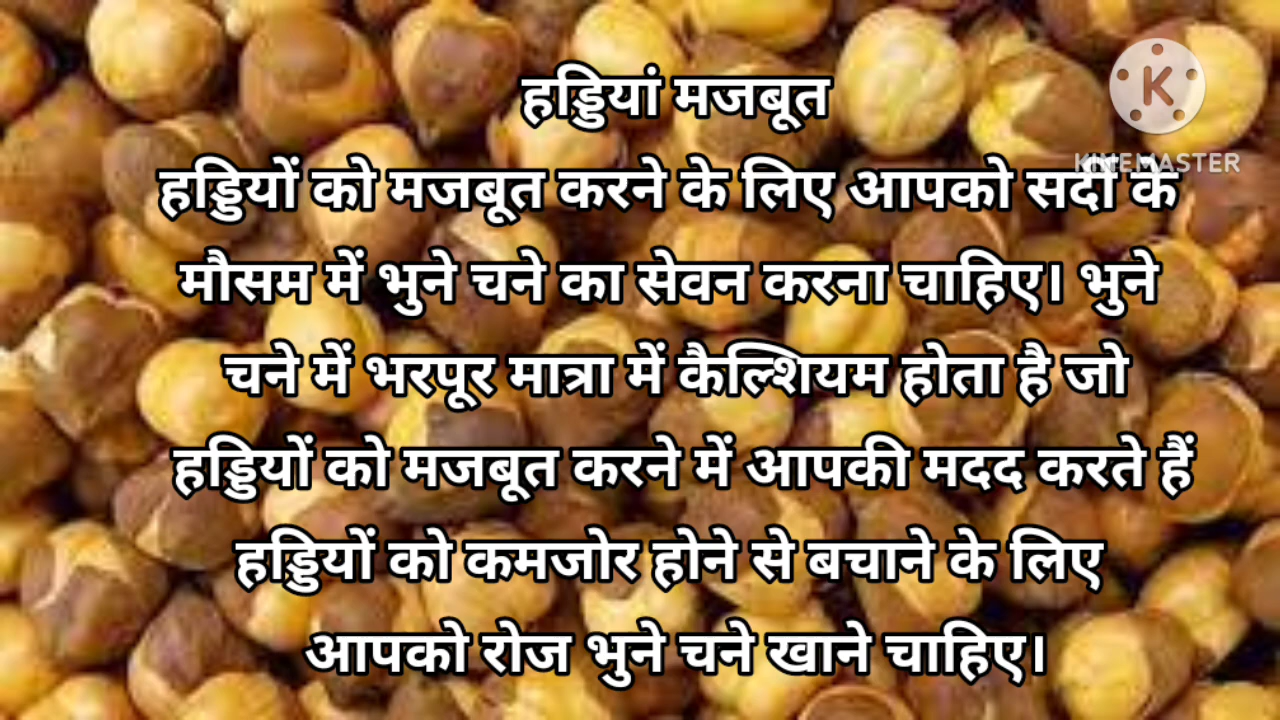 हड्डियां मजबूत
K
KINEMASTER
हड्डियों को मजबूत करने के लिए आपको सर्दी के
मौसम में भुने चने का सेवन करना चाहिए। भुने
चने में भरपूर मात्रा में कैल्शियम होता है जो
हड्डियों को मजबूत करने में आपकी मदद करते हैं
हड्डियों को कमजोर होने से बचाने के लिए
आपको रोज भुने चने खाने चाहिए।